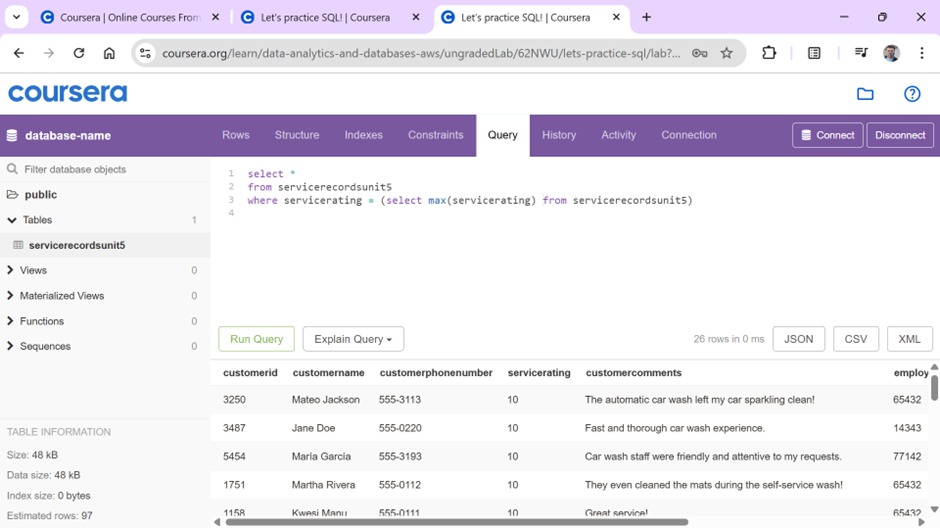 Coursera | Online Courses From
Let's practice SQL! | Coursera
Let's practice SQL! | Coursera
coursera.org/learn/data-analytics-and-databases-aws/ungradedLab/62NWU/lets-practice-sql/lab?...
coursera
database-name
Rows
Structure
Indexes
Constraints
Query
History
Activity
Connection
Connect
Disconnect
Filter database objects
public
Tables 1
servicerecordsunit5
Views 0
Materialized Views 0
Functions 0
Sequences 0
TABLE INFORMATION
Size: 48 kB
Data size: 48 kB
Index size: 0 bytes
Estimated rows: 97
1 select *
2 from servicerecordsunit5
3 where servicerating = (select max(servicerating) from servicerecordsunit5)
4
Run Query
Explain Query
26 rows in 0 ms
JSON
CSV
XML
customerid customername customerphonenumber servicerating customercomments employ
3250 Mateo Jackson 555-3113 10 The automatic car wash left my car sparkling clean! 65432
3487 Jane Doe 555-0220 10 Fast and thorough car wash experience. 14343
5454 María García 555-3193 10 Car wash staff were friendly and attentive to my requests. 77142
1751 Martha Rivera 555-0112 10 They even cleaned the mats during the self-service wash! 65432
1158 Kwesi Manu 555-0111 10 Great service! 65432